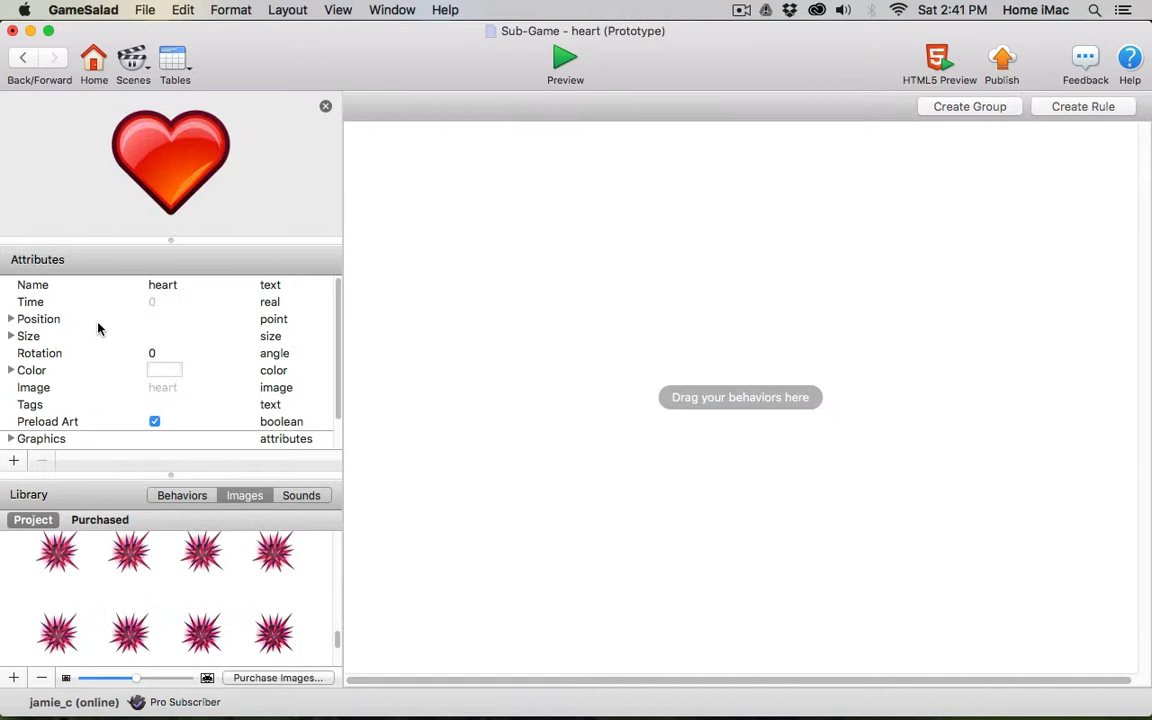 GameSalad File Edit Format Layout View Window Help Sat 2:41 PM Home iMac
Sub-Game - heart (Prototype)
Back/Forward Home Scenes Tables Preview HTML5 Preview Publish Feedback Help
Create Group Create Rule
Attributes
Name heart text
Time 0 real
Position point
Size size
Rotation 0 angle
Color color
Image heart image
Tags text
Preload Art boolean
Graphics attributes
Drag your behaviors here
Library Behaviors Images Sounds
Project Purchased
Purchase Images...
jamie_c (online) Pro Subscriber